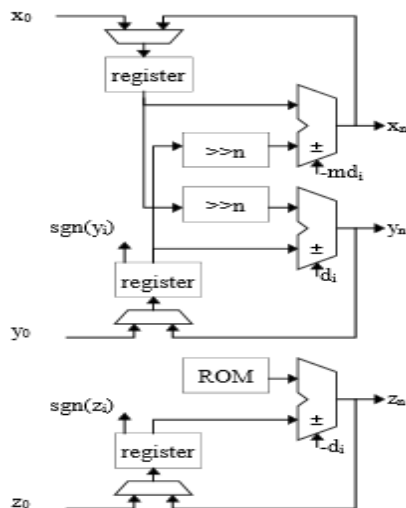 x₀
register
xₙ
>>n
±
-mdᵢ
>>n
sgn(yᵢ)
yₙ
±
register
dᵢ
y₀
ROM
sgn(zᵢ)
zₙ
±
register
-dᵢ
z₀